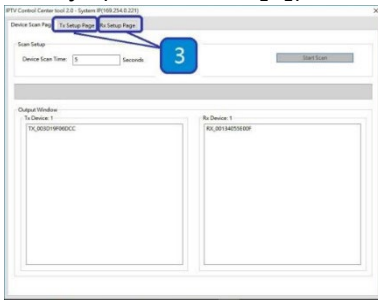 IPTV Control Center tool 2.0 - System IP(169.254.0.221)
Device Scan Page Tx Setup Page Rx Setup Page
3
Scan Setup
Device Scan Time: 5 Seconds
Start Scan
Output Window
Tx Device: 1
Rx Device: 1